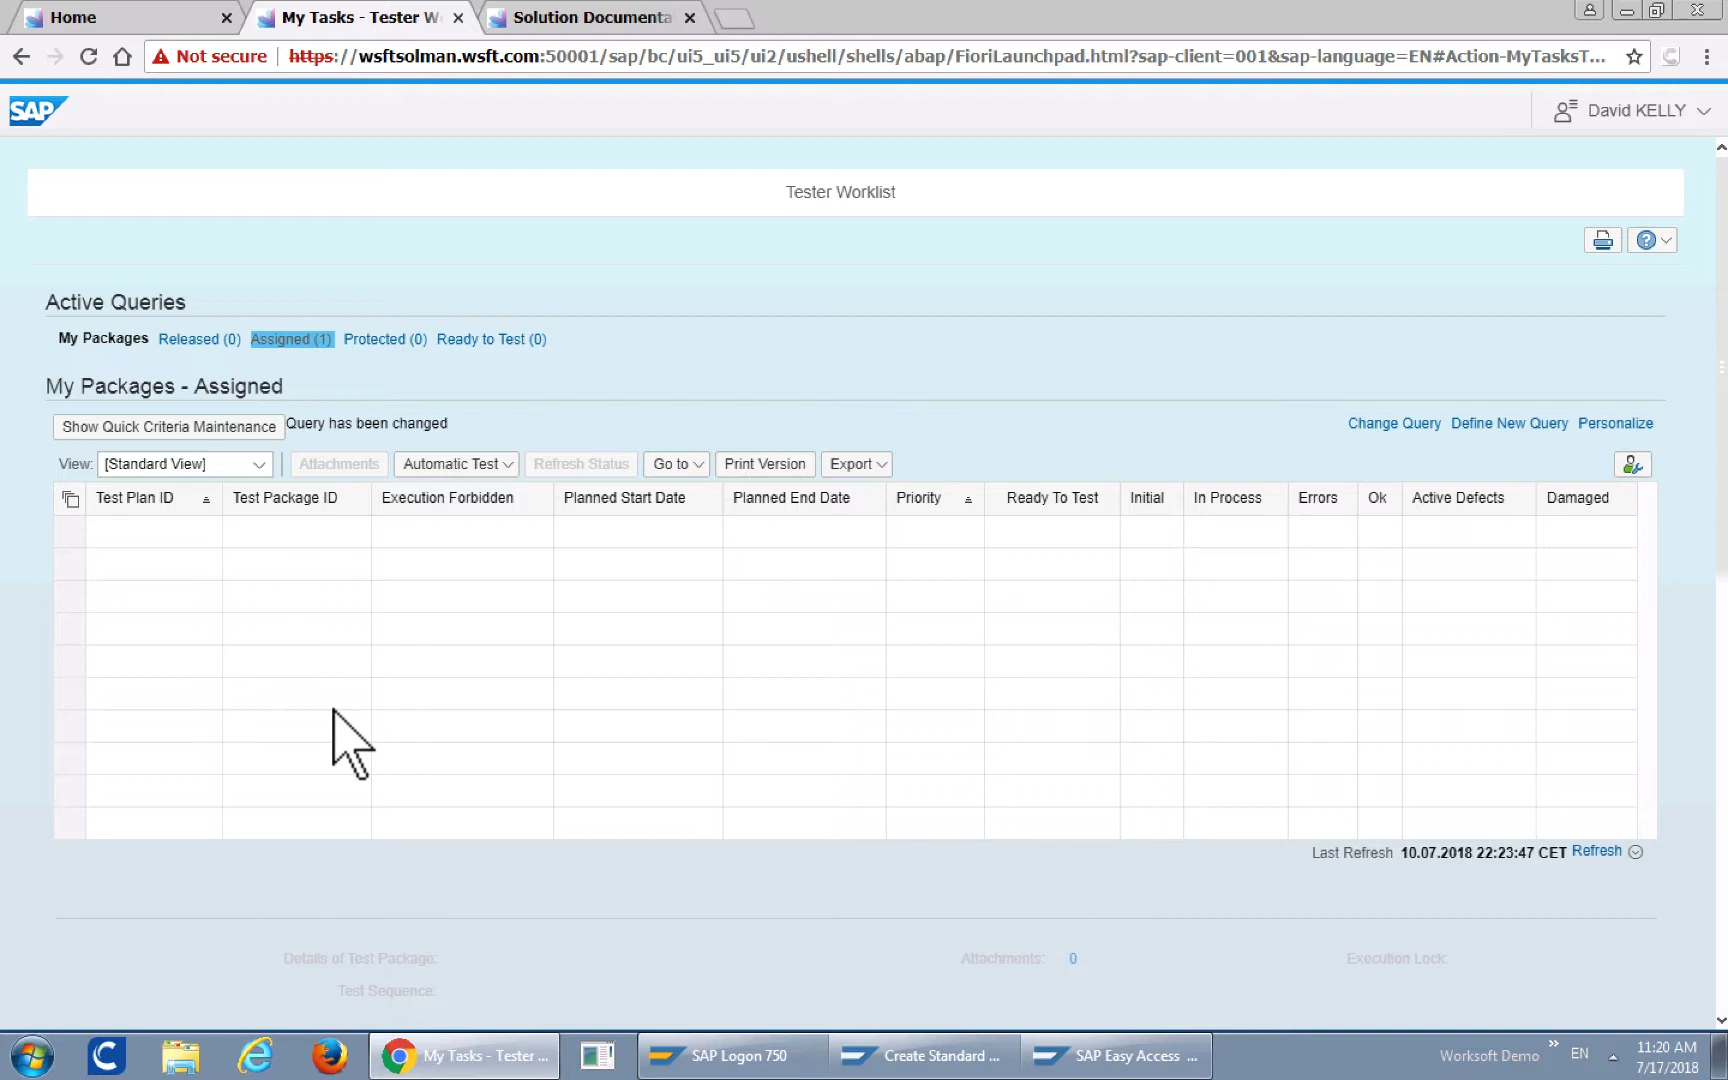 Home
My Tasks - Tester W
Solution Documenta
Not secure https://wsftsolman.wsft.com:50001/sap/bc/ui5_ui5/ui2/ushell/shells/abap/FioriLaunchpad.html?sap-client=001&sap-language=EN#Action-MyTasksT...
SAP
David KELLY
Tester Worklist
Active Queries
My Packages Released (0) Assigned (1) Protected (0) Ready to Test (0)
My Packages - Assigned
Show Quick Criteria Maintenance Query has been changed Change Query Define New Query Personalize
View: [Standard View] Attachments Automatic Test Refresh Status Go to Print Version Export
Test Plan ID Test Package ID Execution Forbidden Planned Start Date Planned End Date Priority Ready To Test Initial In Process Errors Ok Active Defects Damaged
Last Refresh 10.07.2018 22:23:47 CET Refresh
Details of Test Package: Attachments: 0 Execution Lock:
Test Sequence:
My Tasks - Tester ... SAP Logon 750 Create Standard ... SAP Easy Access ... Worksoft Demo » EN 11:20 AM
7/17/2018